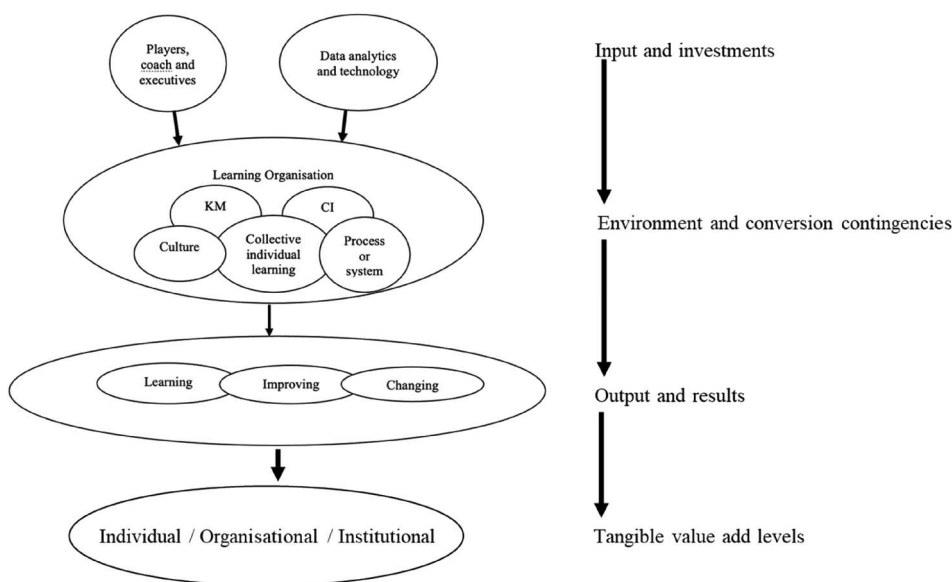 Players,
coach and
executives
Data analytics
and technology
Input and investments
Learning Organisation
KM
CI
Culture
Collective
individual
learning
Process
or
system
Environment and conversion contingencies
Learning
Improving
Changing
Output and results
Individual / Organisational / Institutional
Tangible value add levels